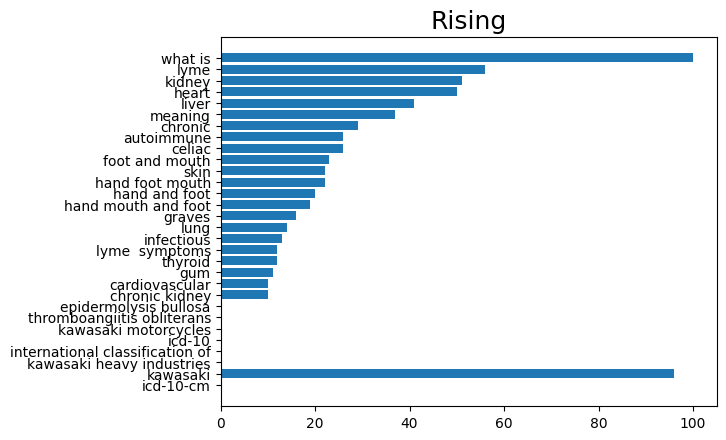 Rising
what is
lyme
kidney
heart
liver
meaning
chronic
autoimmune
celiac
foot and mouth
skin
hand foot mouth
hand and foot
hand mouth and foot
graves
lung
infectious
lyme  symptoms
thyroid
gum
cardiovascular
chronic kidney
epidermolysis bullosa
thromboangiitis obliterans
kawasaki motorcycles
icd-10
international classification of
kawasaki heavy industries
kawasaki
icd-10-cm
0 20 40 60 80 100